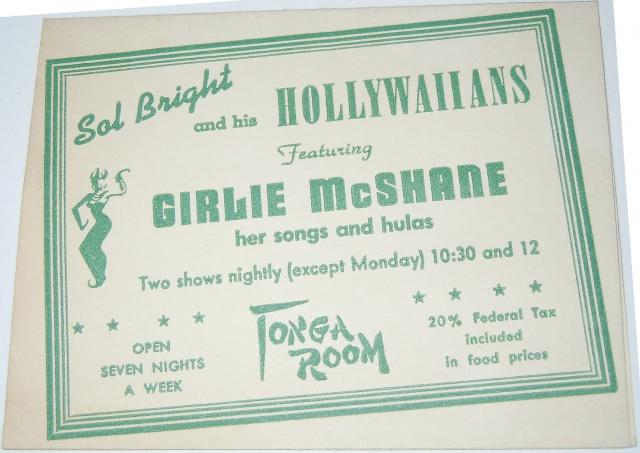 Sol Bright
and his HOLLYWAIIANS
Featuring
GIRLIE McSHANE
her songs and hulas
Two shows nightly (except Monday) 10:30 and 12
OPEN
SEVEN NIGHTS
A WEEK
TONGA
ROOM
20% Federal Tax
included
in food prices